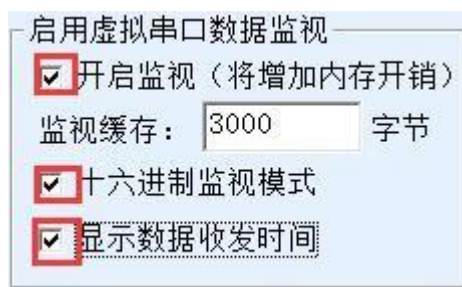 启用虚拟串口数据监视
开启监视（将增加内存开销）
监视缓存： 3000 字节
十六进制监视模式
显示数据收发时间